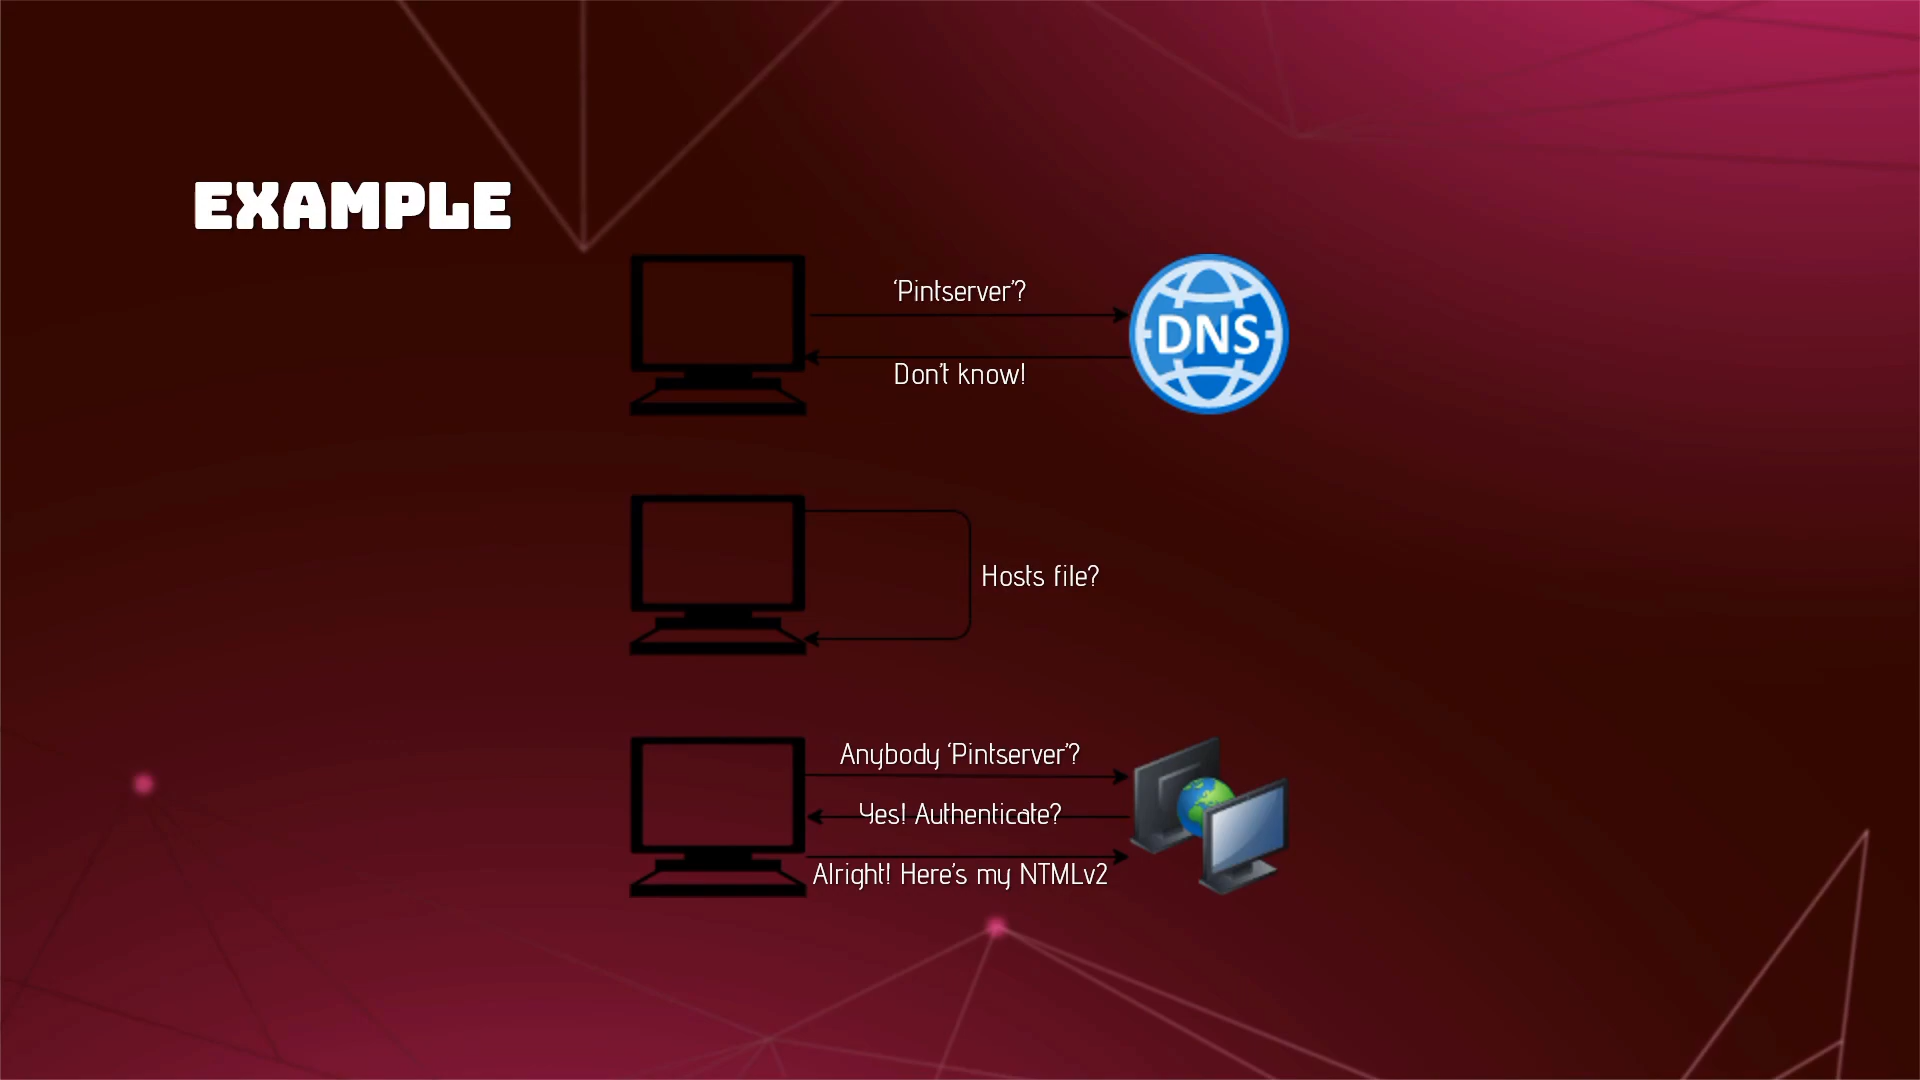 EXAMPLE
‘Pintserver’?
DNS
Don’t know!
Hosts file?
Anybody ‘Pintserver’?
Yes! Authenticate?
Alright! Here’s my NTMLv2